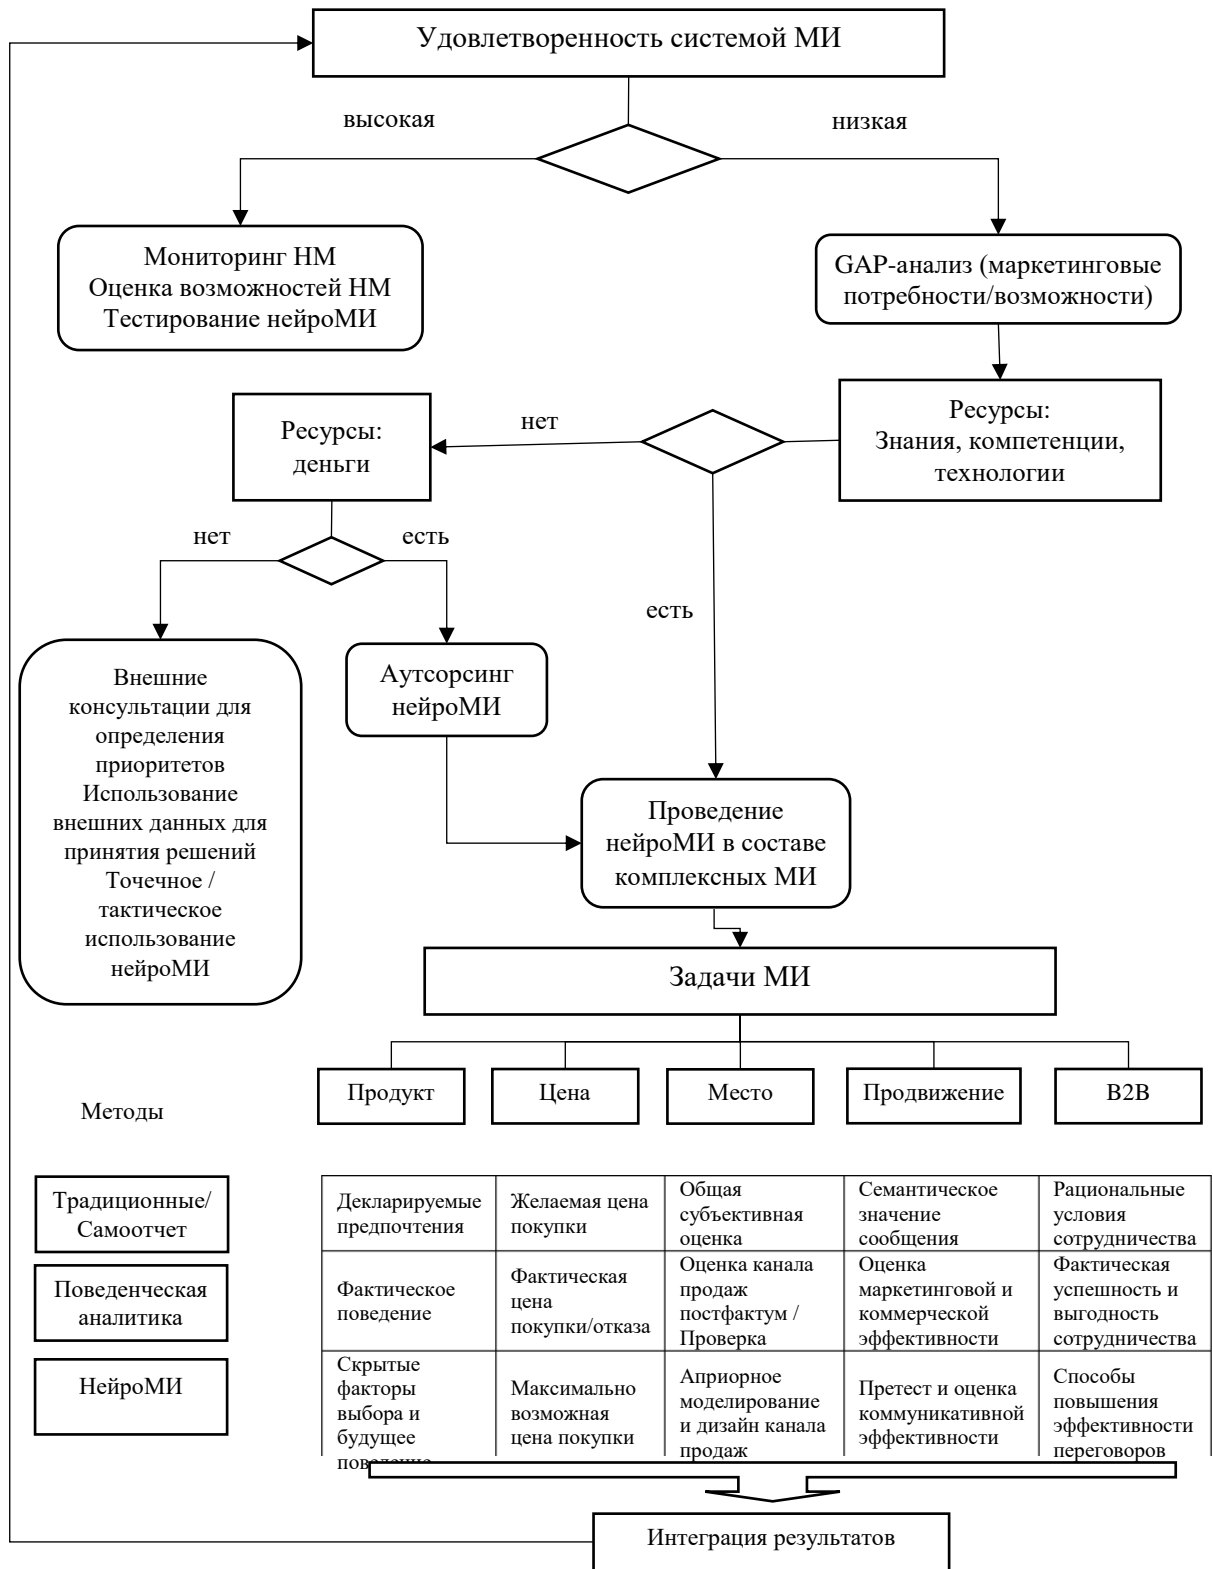 Удовлетворенность системой МИ
высокая
низкая
Мониторинг НМ
Оценка возможностей НМ
Тестирование нейроМИ
GAP-анализ (маркетинговые
потребности/возможности)
Ресурсы:
Знания, компетенции,
технологии
нет
Ресурсы:
деньги
нет
есть
есть
Внешние
консультации для
определения
приоритетов
Использование
внешних данных для
принятия решений
Точечное /
тактическое
использование
нейроМИ
Аутсорсинг
нейроМИ
Проведение
нейроМИ в составе
комплексных МИ
Задачи МИ
Продукт
Цена
Место
Продвижение
B2B
Методы
Традиционные/
Самоотчет
Декларируемые
предпочтения
Желаемая цена
покупки
Общая
субъективная
оценка
Семантическое
значение
сообщения
Рациональные
условия
сотрудничества
Поведенческая
аналитика
Фактическое
поведение
Фактическая
цена
покупки/отказа
Оценка канала
продаж
постфактум /
Проверка
Оценка
маркетинговой и
коммерческой
эффективности
Фактическая
успешность и
выгодность
сотрудничества
НейроМИ
Скрытые
факторы
выбора и
будущее
поведение
Максимально
возможная
цена покупки
Априорное
моделирование
и дизайн канала
продаж
Претест и оценка
коммуникативной
эффективности
Способы
повышения
эффективности
переговоров
Интеграция результатов